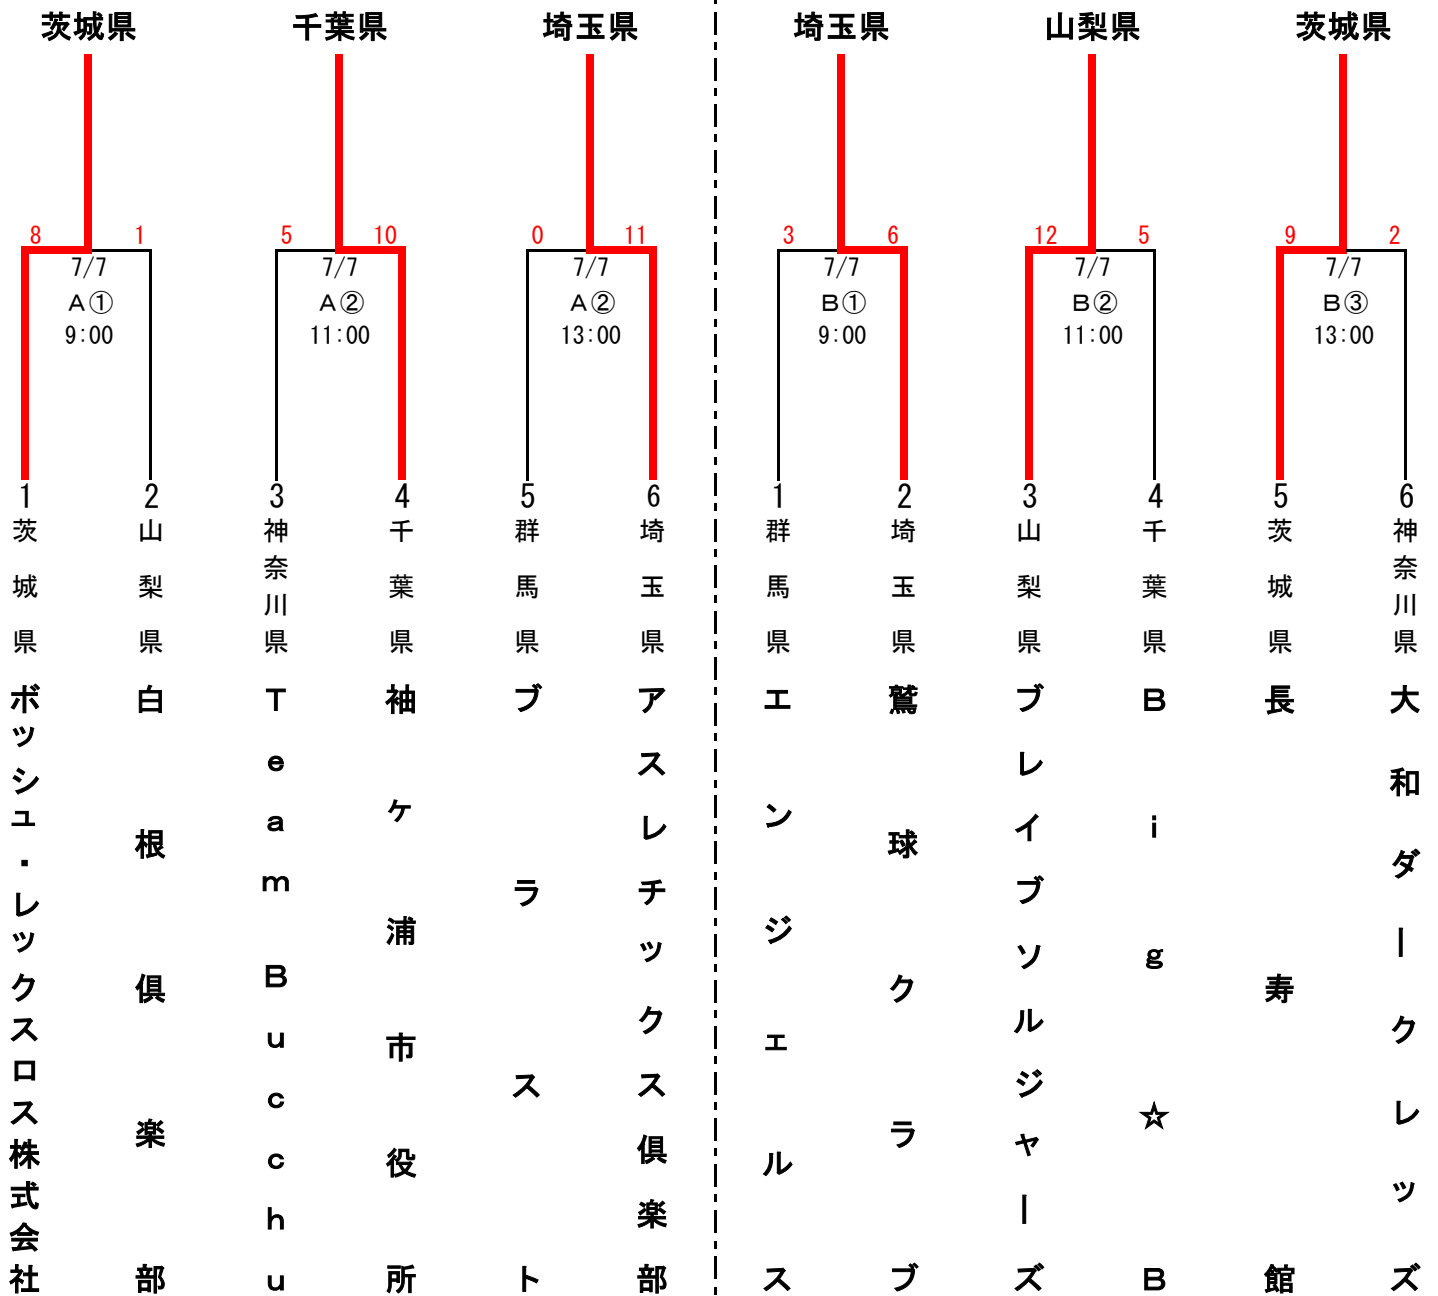 茨城県 千葉県 埼玉県 埼玉県 山梨県 茨城県
8 1 5 10 0 11 3 6 12 5 9 2
7/7 7/7 7/7 7/7 7/7 7/7
A① A② A② B① B② B③
9:00 11:00 13:00 9:00 11:00 13:00
1 2 3 4 5 6 1 2 3 4 5 6
茨城県
ボッシュ・レックスロス株式会社
山梨県
白根倶楽部
神奈川県
Team Bucchu
千葉県
袖ヶ浦市役所
群馬県
ブラスト
埼玉県
アスレチックス倶楽部
群馬県
エンジェルス
埼玉県
鷲球クラブ
山梨県
ブレイブソルジャーズ
千葉県
Big☆B
茨城県
長寿館
神奈川県
大和ダークレッズ